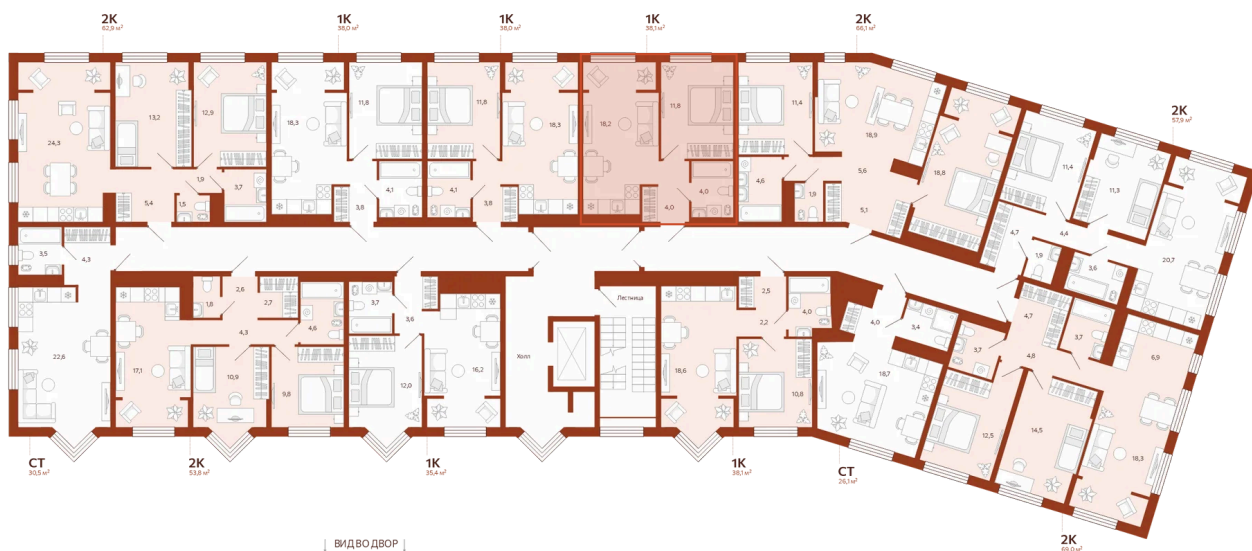 2К
62,9 м²
1К
38,0 м²
1К
38,0 м²
1К
38,1 м²
2К
66,1 м²
2К
57,9 м²
24,3
13,2
12,9
1,9
3,7
1,5
5,4
18,3
11,8
4,1
3,8
11,8
18,3
4,1
3,8
18,2
11,8
4,0
4,0
11,4
18,9
4,6
1,9
5,6
5,1
18,8
11,4
11,3
4,7
4,4
1,9
3,6
20,7
3,5
4,3
22,6
17,1
1,8
2,6
2,7
4,3
4,6
10,9
9,8
3,7
3,6
12,0
16,2
Холл
Лестница
18,6
2,5
2,2
4,0
10,8
4,0
3,4
18,7
3,7
4,7
4,8
3,7
6,9
12,5
14,5
18,3
СТ
30,5 м²
2К
53,8 м²
1К
35,4 м²
1К
38,1 м²
СТ
26,1 м²
2К
69,0 м²
ВИД ВО ДВОР